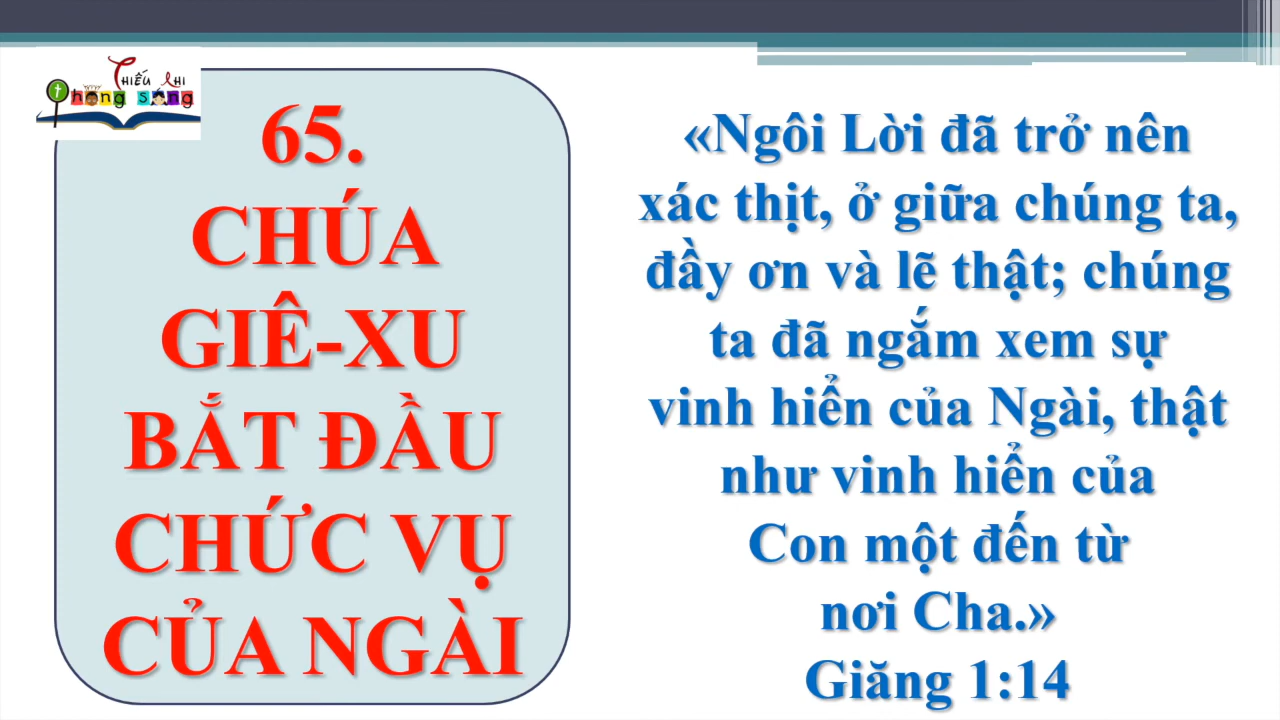 Thiếu Nhi
Phóng Sáng
65.
CHÚA
GIÊ-XU
BẮT ĐẦU
CHỨC VỤ
CỦA NGÀI
«Ngôi Lời đã trở nên
xác thịt, ở giữa chúng ta,
đầy ơn và lẽ thật; chúng
ta đã ngắm xem sự
vinh hiển của Ngài, thật
như vinh hiển của
Con một đến từ
nơi Cha.»
Giăng 1:14